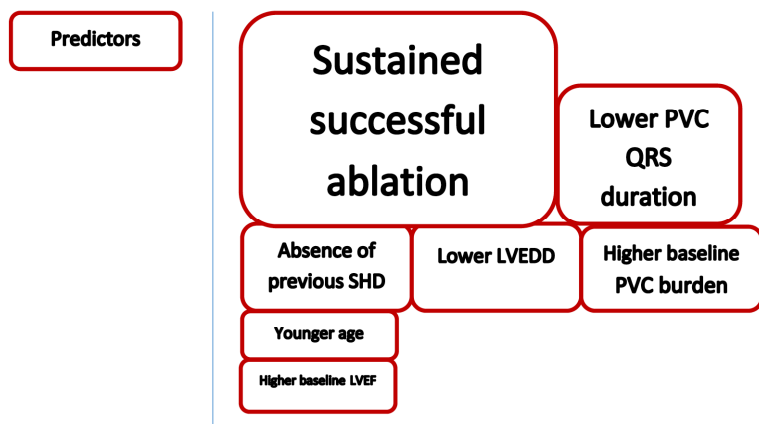 Predictors
Sustained
successful
ablation
Lower PVC
QRS
duration
Absence of
previous SHD
Lower LVEDD
Higher baseline
PVC burden
Younger age
Higher baseline LVEF